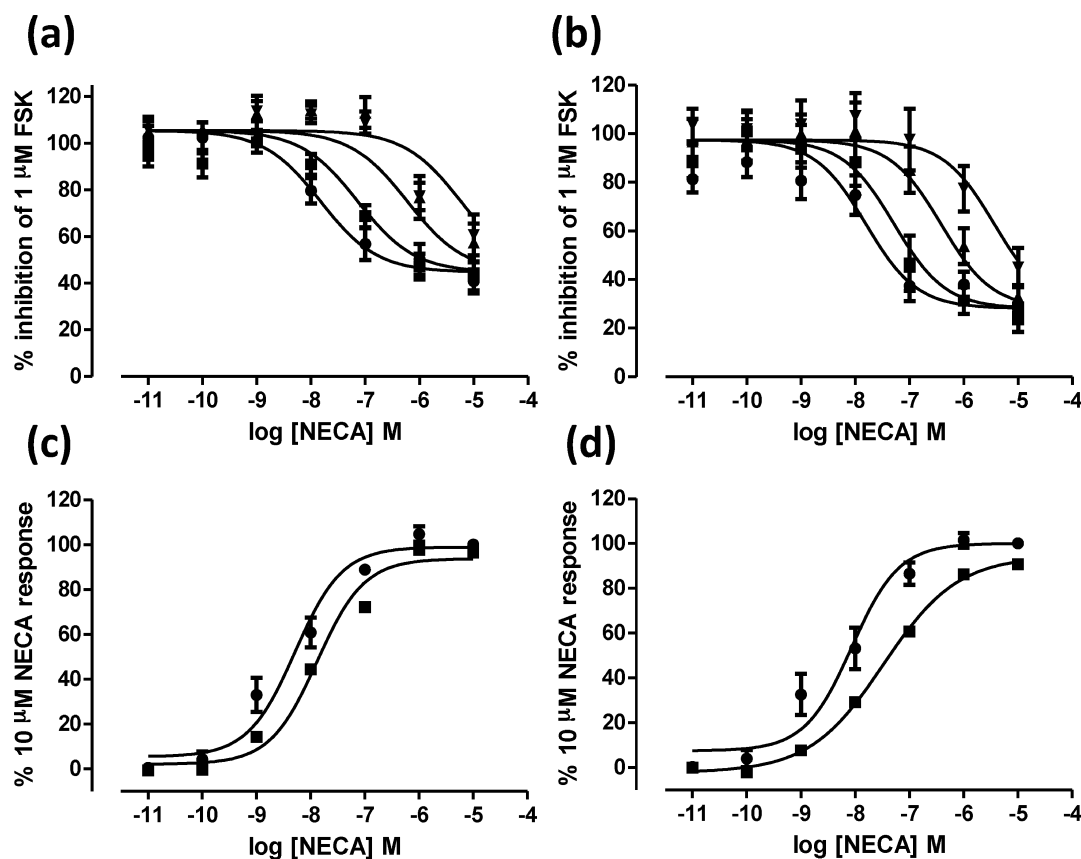 (a)
% inhibition of 1 μM FSK
120
100
80
60
40
20
0
-11 -10 -9 -8 -7 -6 -5 -4
log [NECA] M
(b)
% inhibition of 1 μM FSK
120
100
80
60
40
20
0
-11 -10 -9 -8 -7 -6 -5 -4
log [NECA] M
(c)
% 10 μM NECA response
120
100
80
60
40
20
0
-11 -10 -9 -8 -7 -6 -5 -4
log [NECA] M
(d)
% 10 μM NECA response
120
100
80
60
40
20
0
-11 -10 -9 -8 -7 -6 -5 -4
log [NECA] M